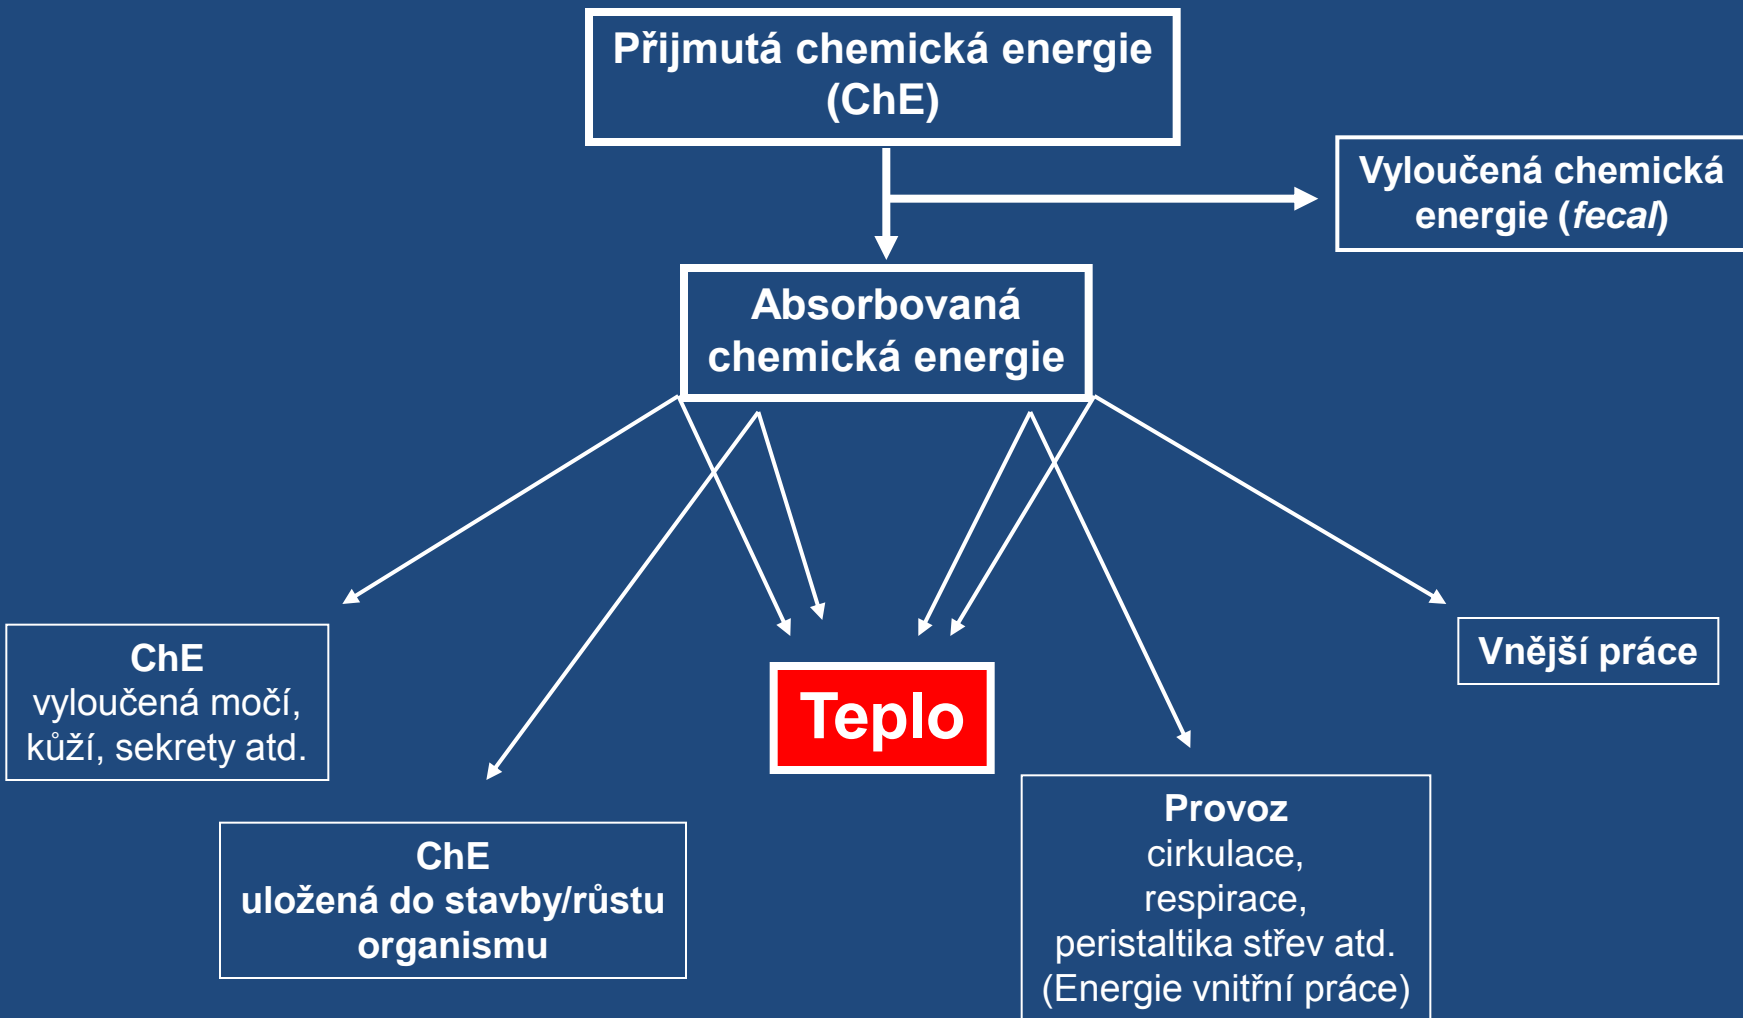 Přijmutá chemická energie
(ChE)
Vyloučená chemická
energie (fecal)
Absorbovaná
chemická energie
ChE
vyloučená močí,
kůží, sekrety atd.
ChE
uložená do stavby/růstu
organismu
Teplo
Provoz
cirkulace,
respirace,
peristaltika střev atd.
(Energie vnitřní práce)
Vnější práce